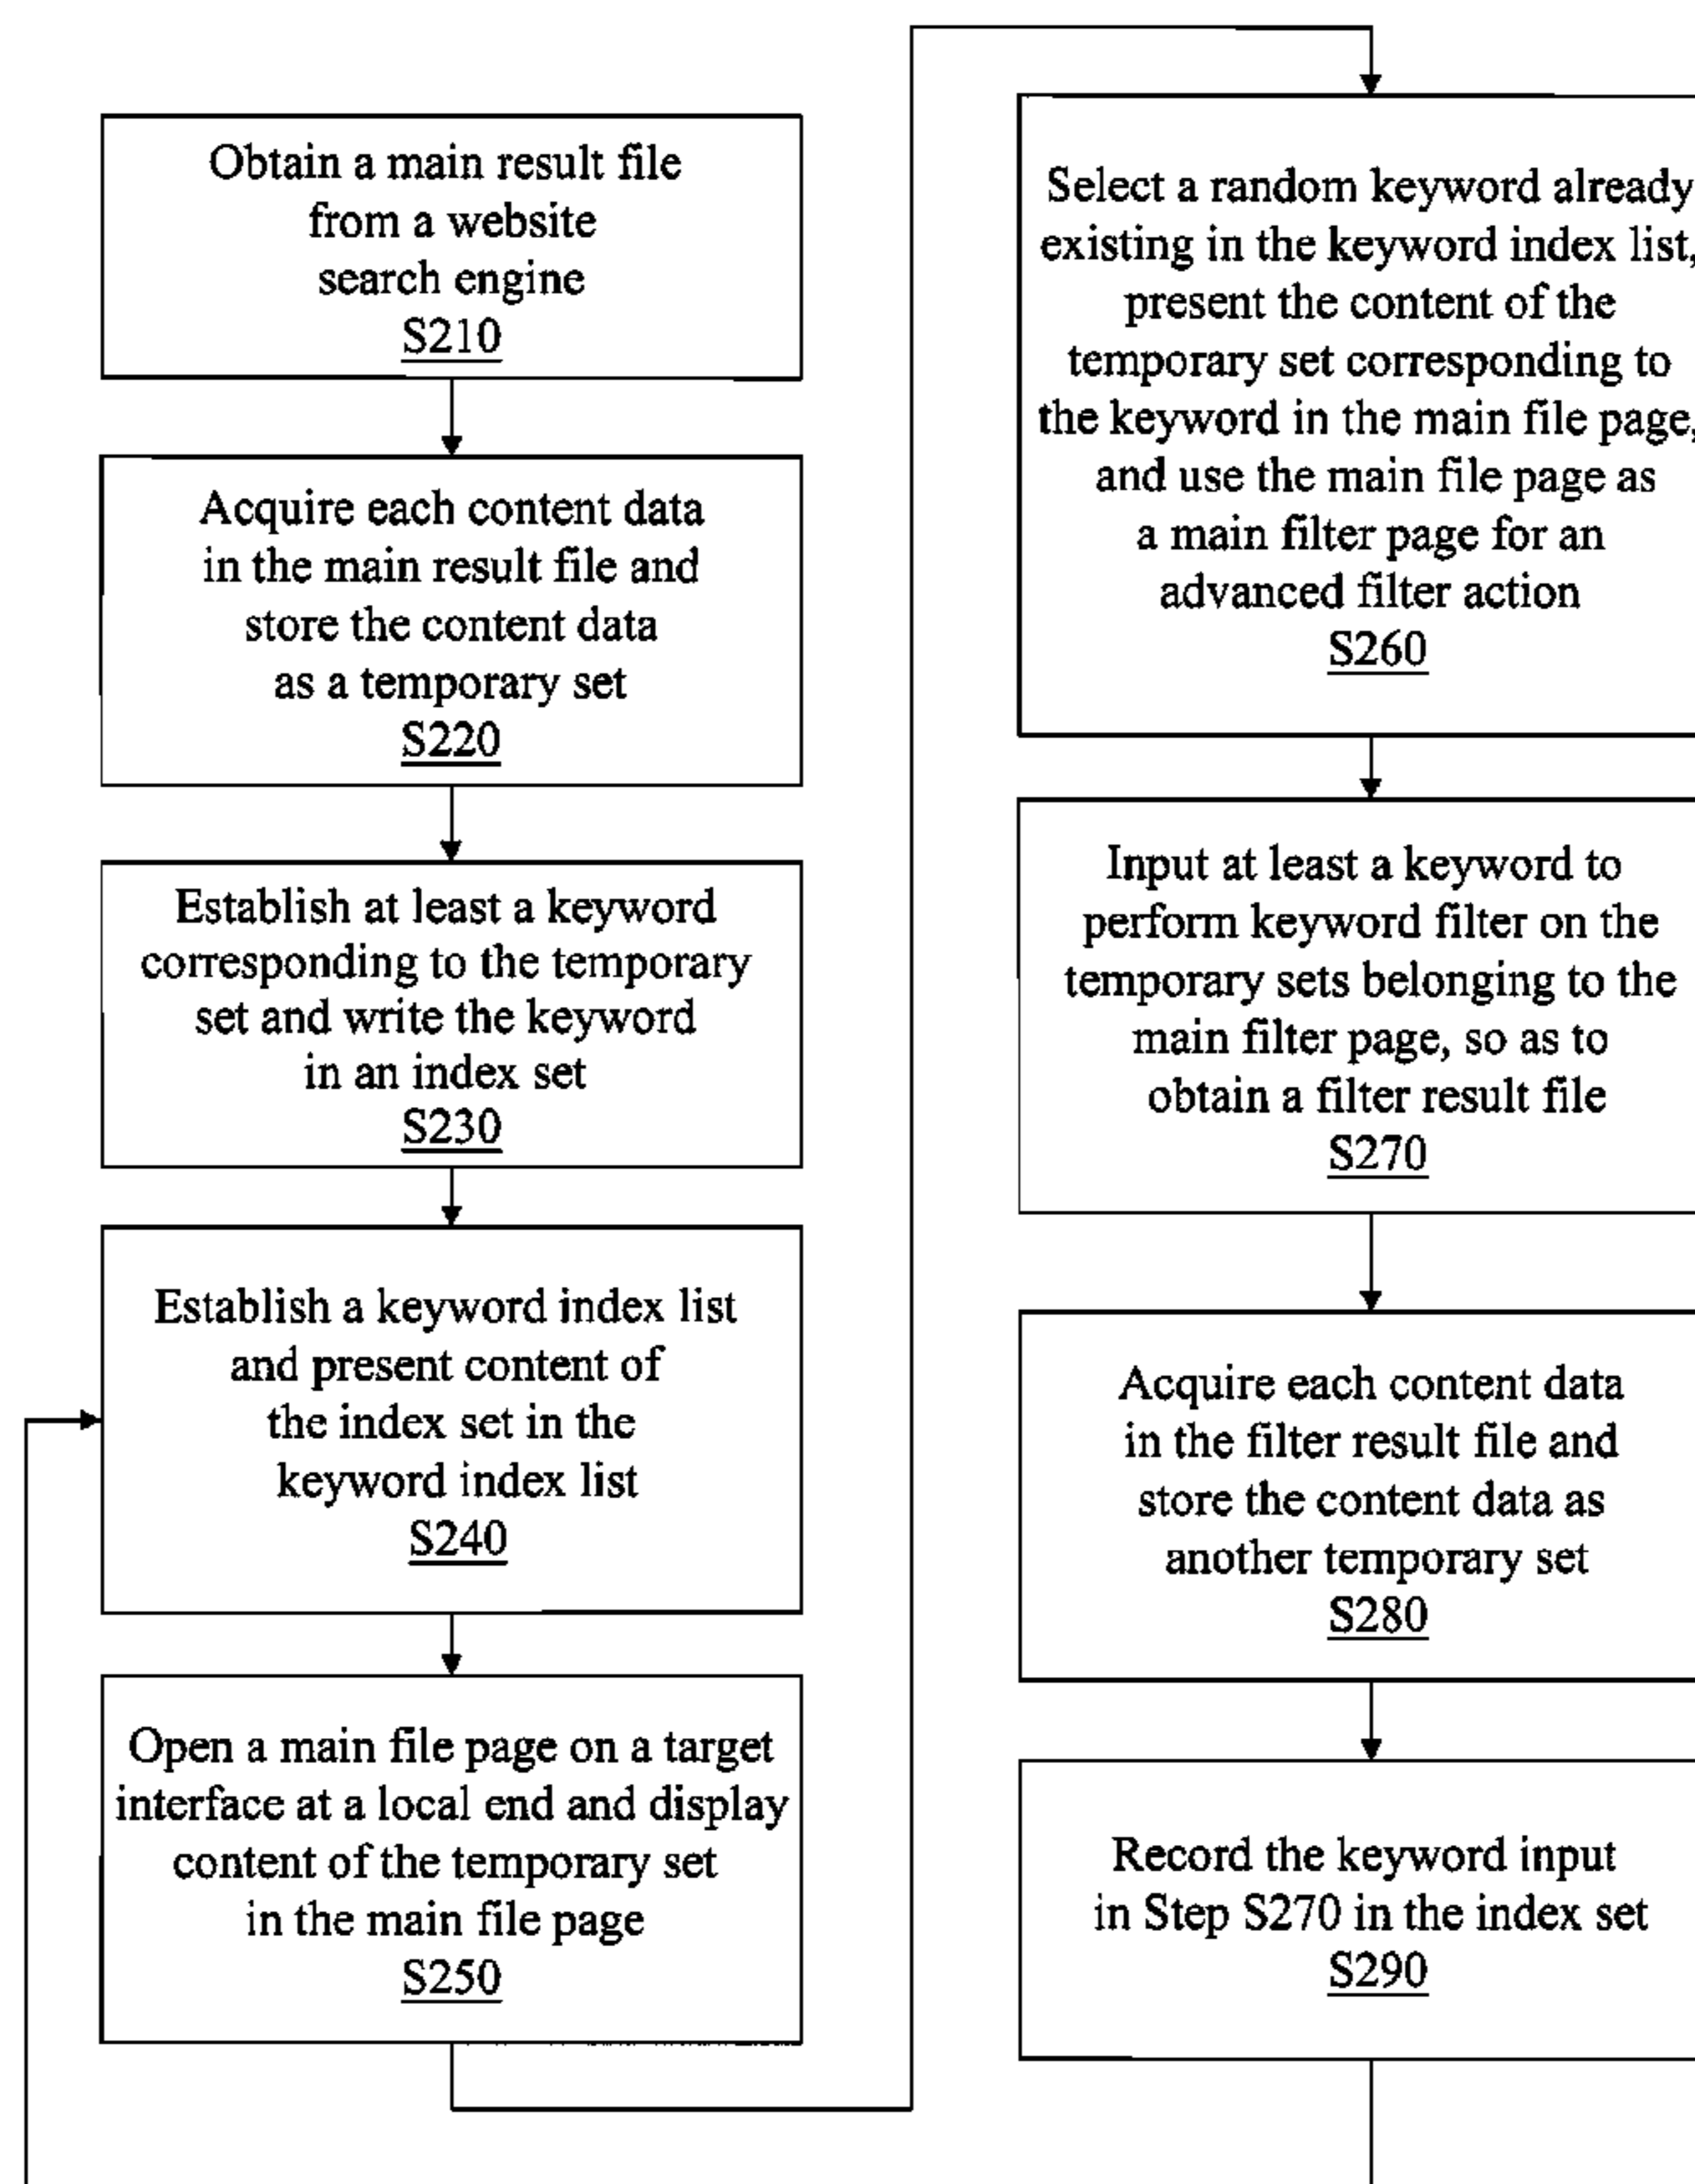 Obtain a main result file
from a website
search engine
S210
Acquire each content data
in the main result file and
store the content data
as a temporary set
S220
Establish at least a keyword
corresponding to the temporary
set and write the keyword
in an index set
S230
Establish a keyword index list
and present content of
the index set in the
keyword index list
S240
Open a main file page on a target
interface at a local end and display
content of the temporary set
in the main file page
S250
Select a random keyword already
existing in the keyword index list,
present the content of the
temporary set corresponding to
the keyword in the main file page,
and use the main file page as
a main filter page for an
advanced filter action
S260
Input at least a keyword to
perform keyword filter on the
temporary sets belonging to the
main filter page, so as to
obtain a filter result file
S270
Acquire each content data
in the filter result file and
store the content data as
another temporary set
S280
Record the keyword input
in Step S270 in the index set
S290